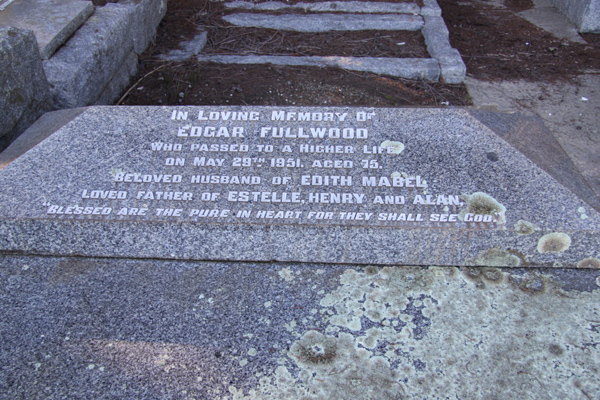 In Loving Memory Of
EDGAR FULLWOOD
Who passed to a Higher Life
on May 29TH 1951. aged 75.
Beloved husband of EDITH MABEL,
Loved father of ESTELLE, HENRY and ALAN.
"Blessed are the pure in heart for they shall see God."